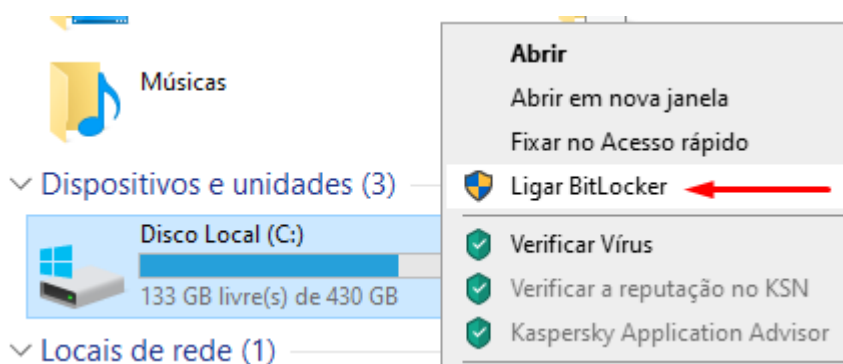 Músicas
Dispositivos e unidades (3)
Disco Local (C:)
133 GB livre(s) de 430 GB
Locais de rede (1)
Abrir
Abrir em nova janela
Fixar no Acesso rápido
Ligar BitLocker
Verificar Vírus
Verificar a reputação no KSN
Kaspersky Application Advisor